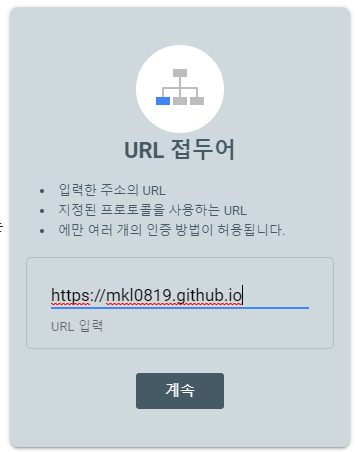 URL 접두어
• 입력한 주소의 URL
• 지정된 프로토콜을 사용하는 URL
• 에만 여러 개의 인증 방법이 허용됩니다.
https://mkl0819.github.io
URL 입력
계속